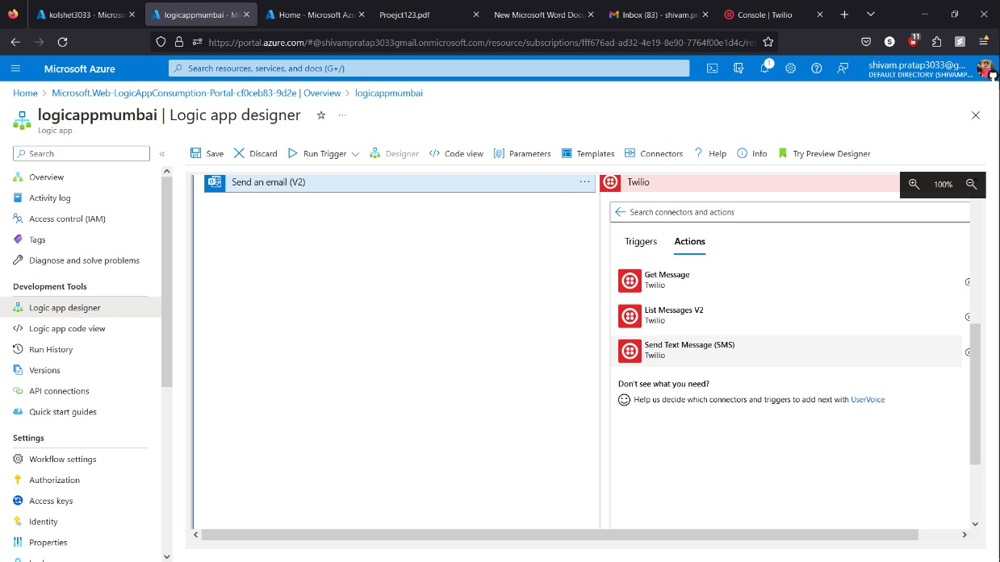 kolshet3033 - Microso
logicappmumbai - Mi
Home - Microsoft Azu
Proejct123.pdf
New Microsoft Word Docu
Inbox (83) - shivam.pra
Console | Twilio
https://portal.azure.com/#@shivampratap3033gmail.onmicrosoft.com/resource/subscriptions/fff676ad-ad32-4e19-8e90-7764f00e1d4c/res
11
Microsoft Azure
Search resources, services, and docs (G+/)
1
shivam.pratap3033@g...
DEFAULT DIRECTORY (SHIVAMP...
Home > Microsoft.Web-LogicAppConsumption-Portal-cf0ceb83-9d2e | Overview > logicappmumbai
logicappmumbai | Logic app designer
Logic app
Search
Save
Discard
Run Trigger
Designer
Code view
Parameters
Templates
Connectors
Help
Info
Try Preview Designer
Overview
Activity log
Access control (IAM)
Tags
Diagnose and solve problems
Development Tools
Logic app designer
Logic app code view
Run History
Versions
API connections
Quick start guides
Settings
Workflow settings
Authorization
Access keys
Identity
Properties
Send an email (V2)
Twilio
100%
Search connectors and actions
Triggers
Actions
Get Message
Twilio
List Messages V2
Twilio
Send Text Message (SMS)
Twilio
Don't see what you need?
Help us decide which connectors and triggers to add next with UserVoice